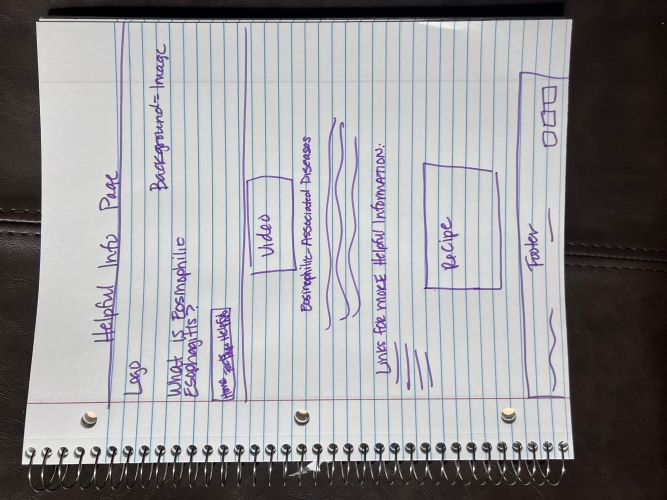 Helpful Info Page
Logo
Background = Image
What is Eosinophilic
Esophagitis?
Home Helpful
Video
Eosinophilic-Associated Diseases
Links for more Helpful Information:
Recipe
Footer